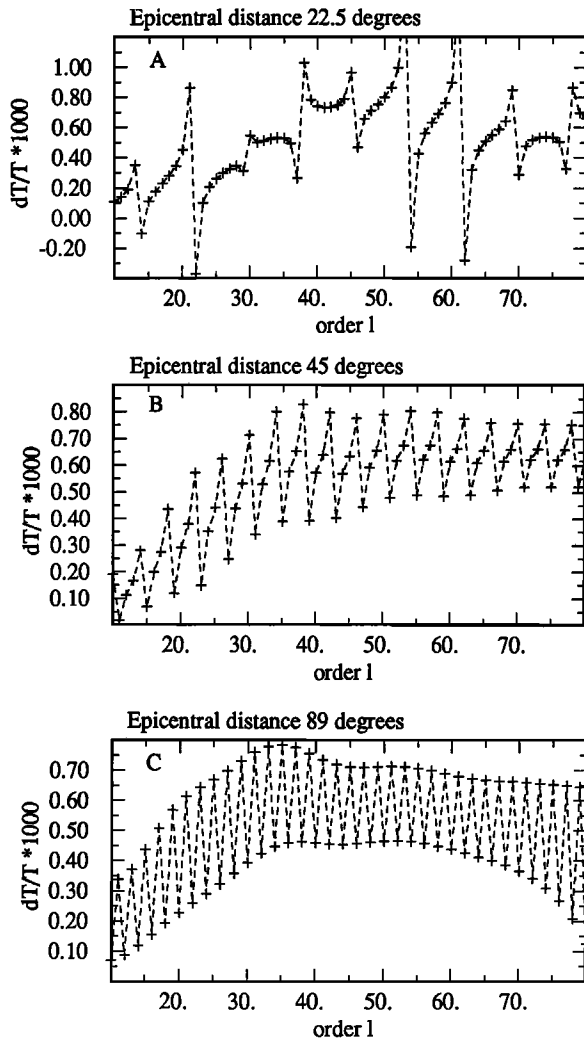 Epicentral distance 22.5 degrees
A
1.00
0.80
0.60
0.40
0.20
0.00
-0.20
dT/T *1000
20. 30. 40. 50. 60. 70.
order l
Epicentral distance 45 degrees
B
0.80
0.70
0.60
0.50
0.40
0.30
0.20
0.10
dT/T *1000
20. 30. 40. 50. 60. 70.
order l
Epicentral distance 89 degrees
C
0.70
0.60
0.50
0.40
0.30
0.20
0.10
dT/T *1000
20. 30. 40. 50. 60. 70.
order l